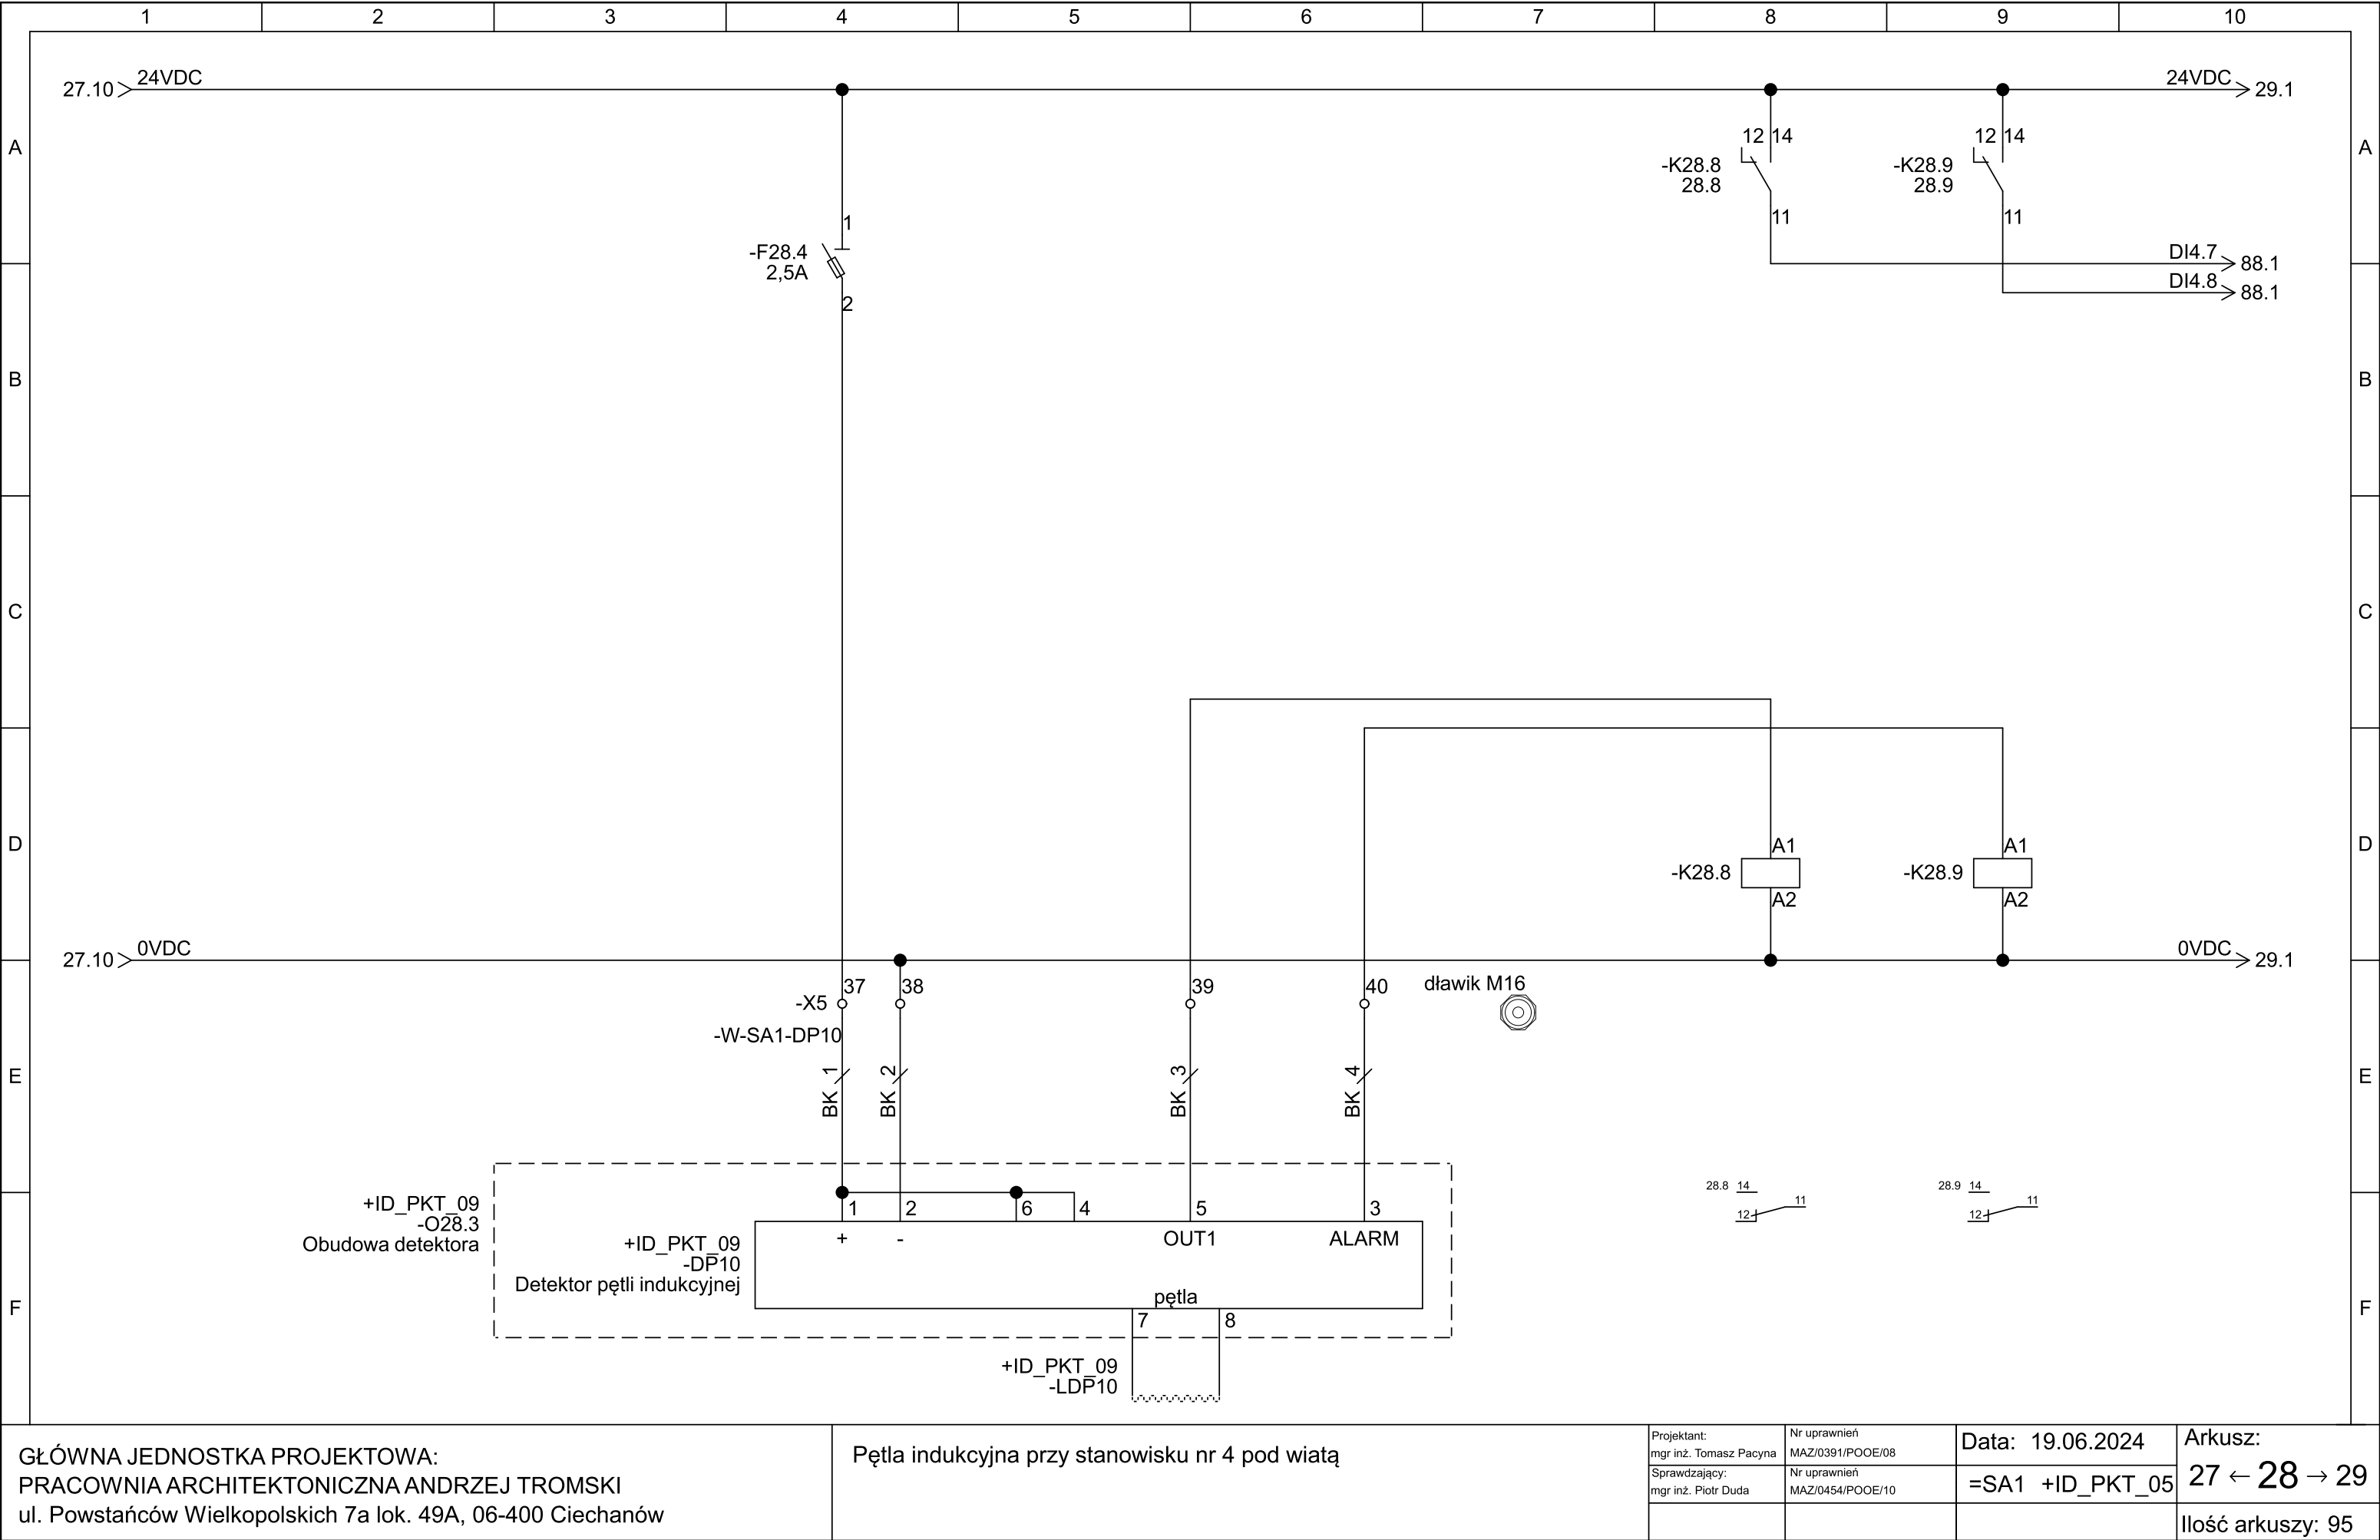 1 2 3 4 5 6 7 8 9 10
27.10 24VDC 24VDC 29.1
A 12 14 12 14 A
-K28.8 -K28.9
28.8 28.9
11 11
1
-F28.4
2,5A
2
DI4.7 88.1
DI4.8 88.1
B B
C C
D A1 A1 D
-K28.8 -K28.9
A2 A2
27.10 0VDC 0VDC 29.1
37 38 39 40 dławik M16
-X5
-W-SA1-DP10
E BK 1 BK 2 BK 3 BK 4 E
28.8 14 28.9 14
11 11
12 12
+ID_PKT_09
-O28.3
Obudowa detektora
1 2 6 4 5 3
+ - OUT1 ALARM
+ID_PKT_09
-DP10
Detektor pętli indukcyjnej
pętla
F F
7 8
+ID_PKT_09
-LDP10
GŁÓWNA JEDNOSTKA PROJEKTOWA:
PRACOWNIA ARCHITEKTONICZNA ANDRZEJ TROMSKI
ul. Powstańców Wielkopolskich 7a lok. 49A, 06-400 Ciechanów
Pętla indukcyjna przy stanowisku nr 4 pod wiatą
Projektant: Nr uprawnień
mgr inż. Tomasz Pacyna MAZ/0391/POOE/08
Sprawdzający: Nr uprawnień
mgr inż. Piotr Duda MAZ/0454/POOE/10
Data: 19.06.2024
=SA1 +ID_PKT_05
Arkusz:
27 ← 28 → 29
Ilość arkuszy: 95